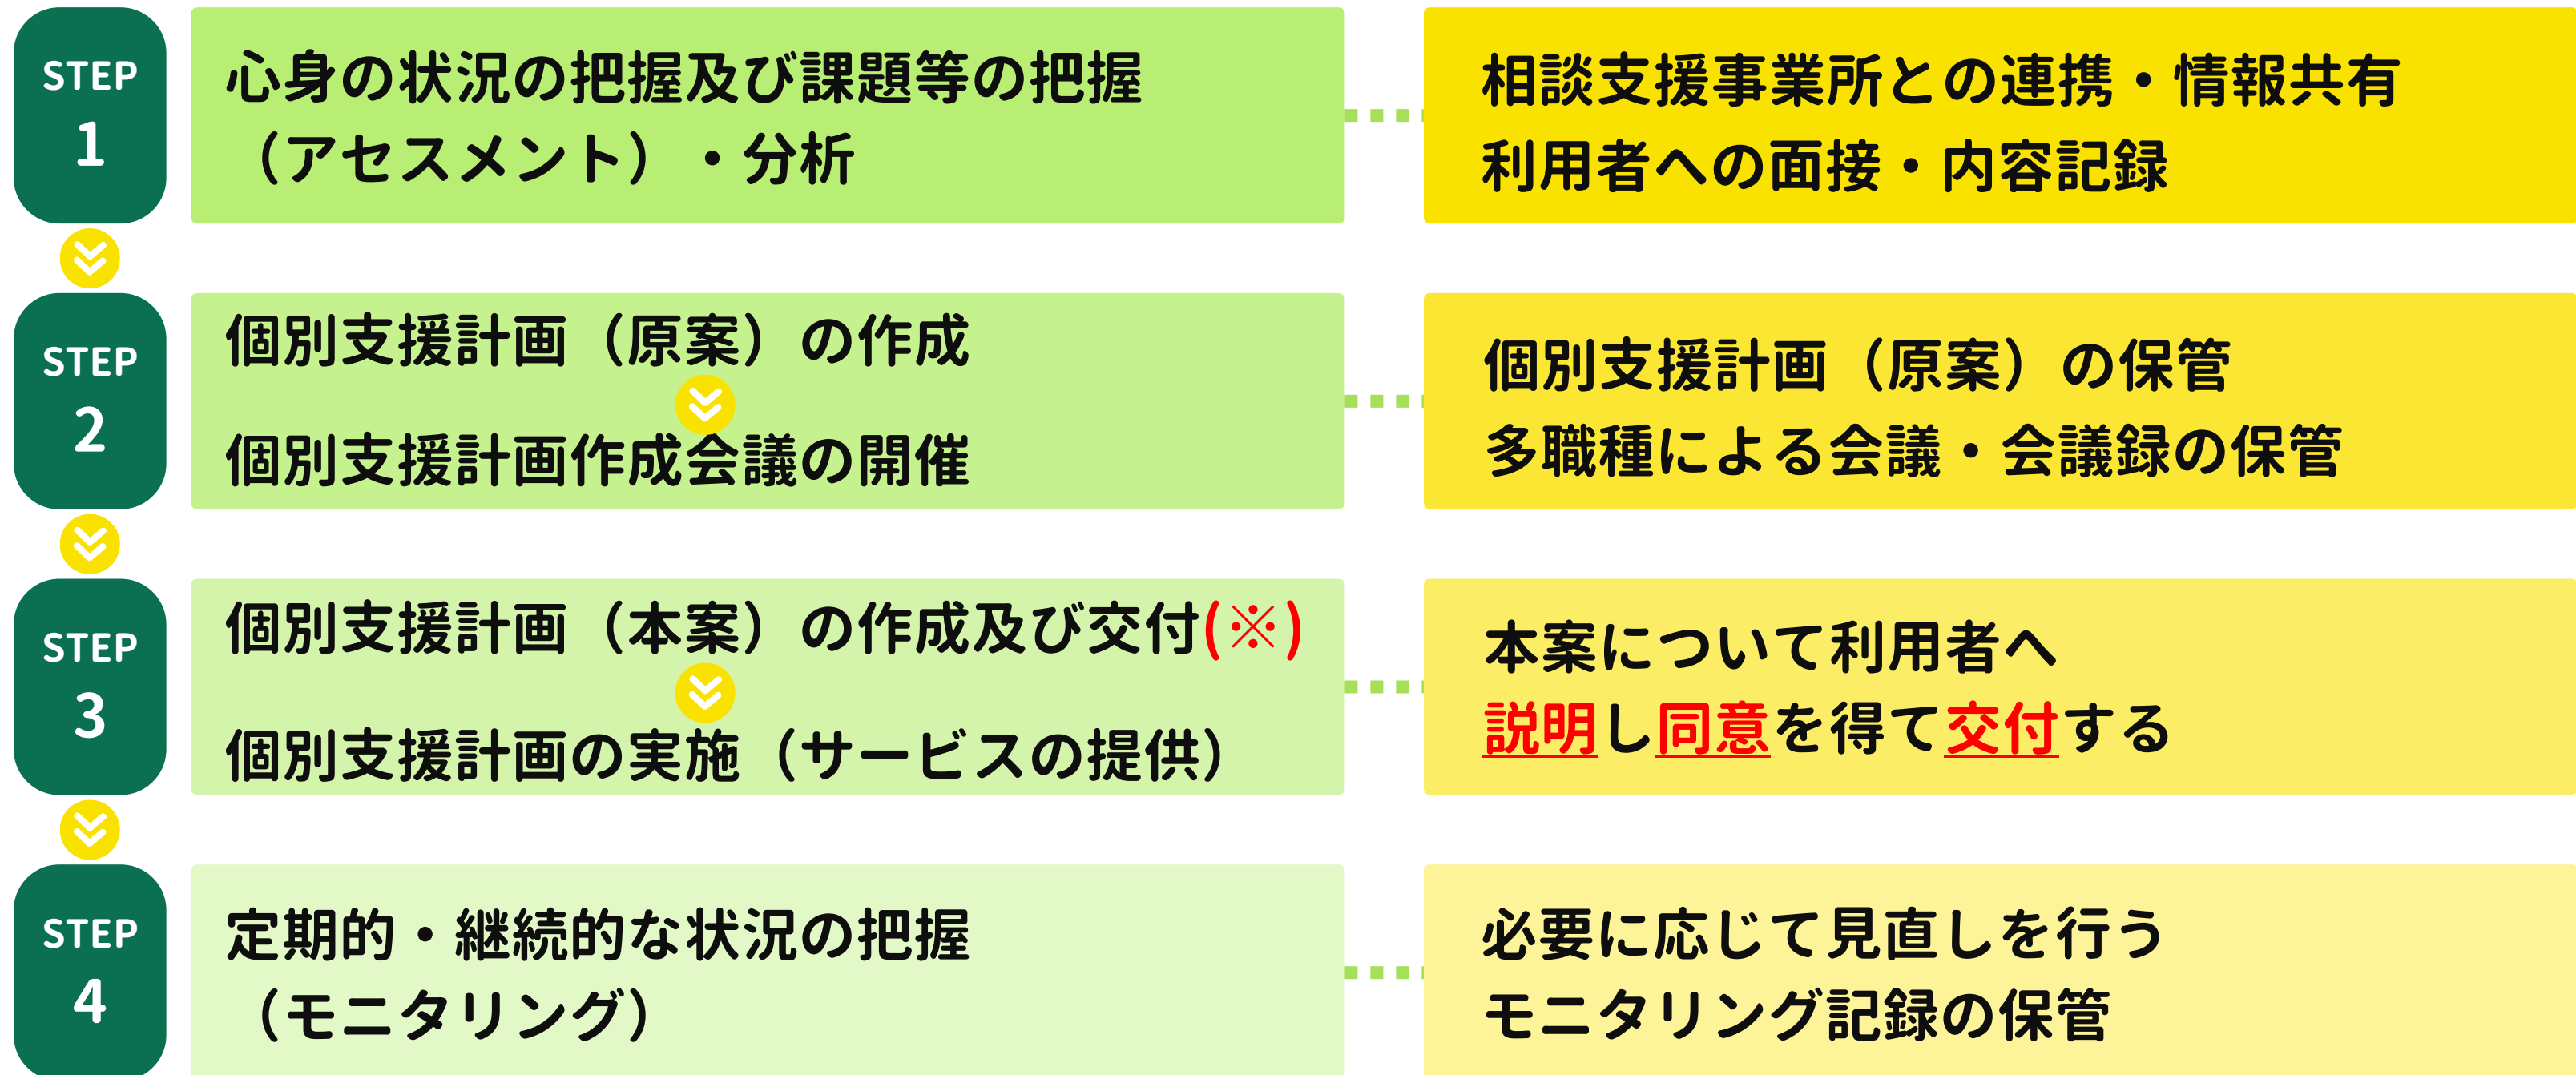 STEP
1
心身の状況の把握及び課題等の把握
（アセスメント）・分析
相談支援事業所との連携・情報共有
利用者への面接・内容記録
STEP
2
個別支援計画（原案）の作成
個別支援計画作成会議の開催
個別支援計画（原案）の保管
多職種による会議・会議録の保管
STEP
3
個別支援計画（本案）の作成及び交付(※)
個別支援計画の実施（サービスの提供）
本案について利用者へ
説明し同意を得て交付する
STEP
4
定期的・継続的な状況の把握
（モニタリング）
必要に応じて見直しを行う
モニタリング記録の保管